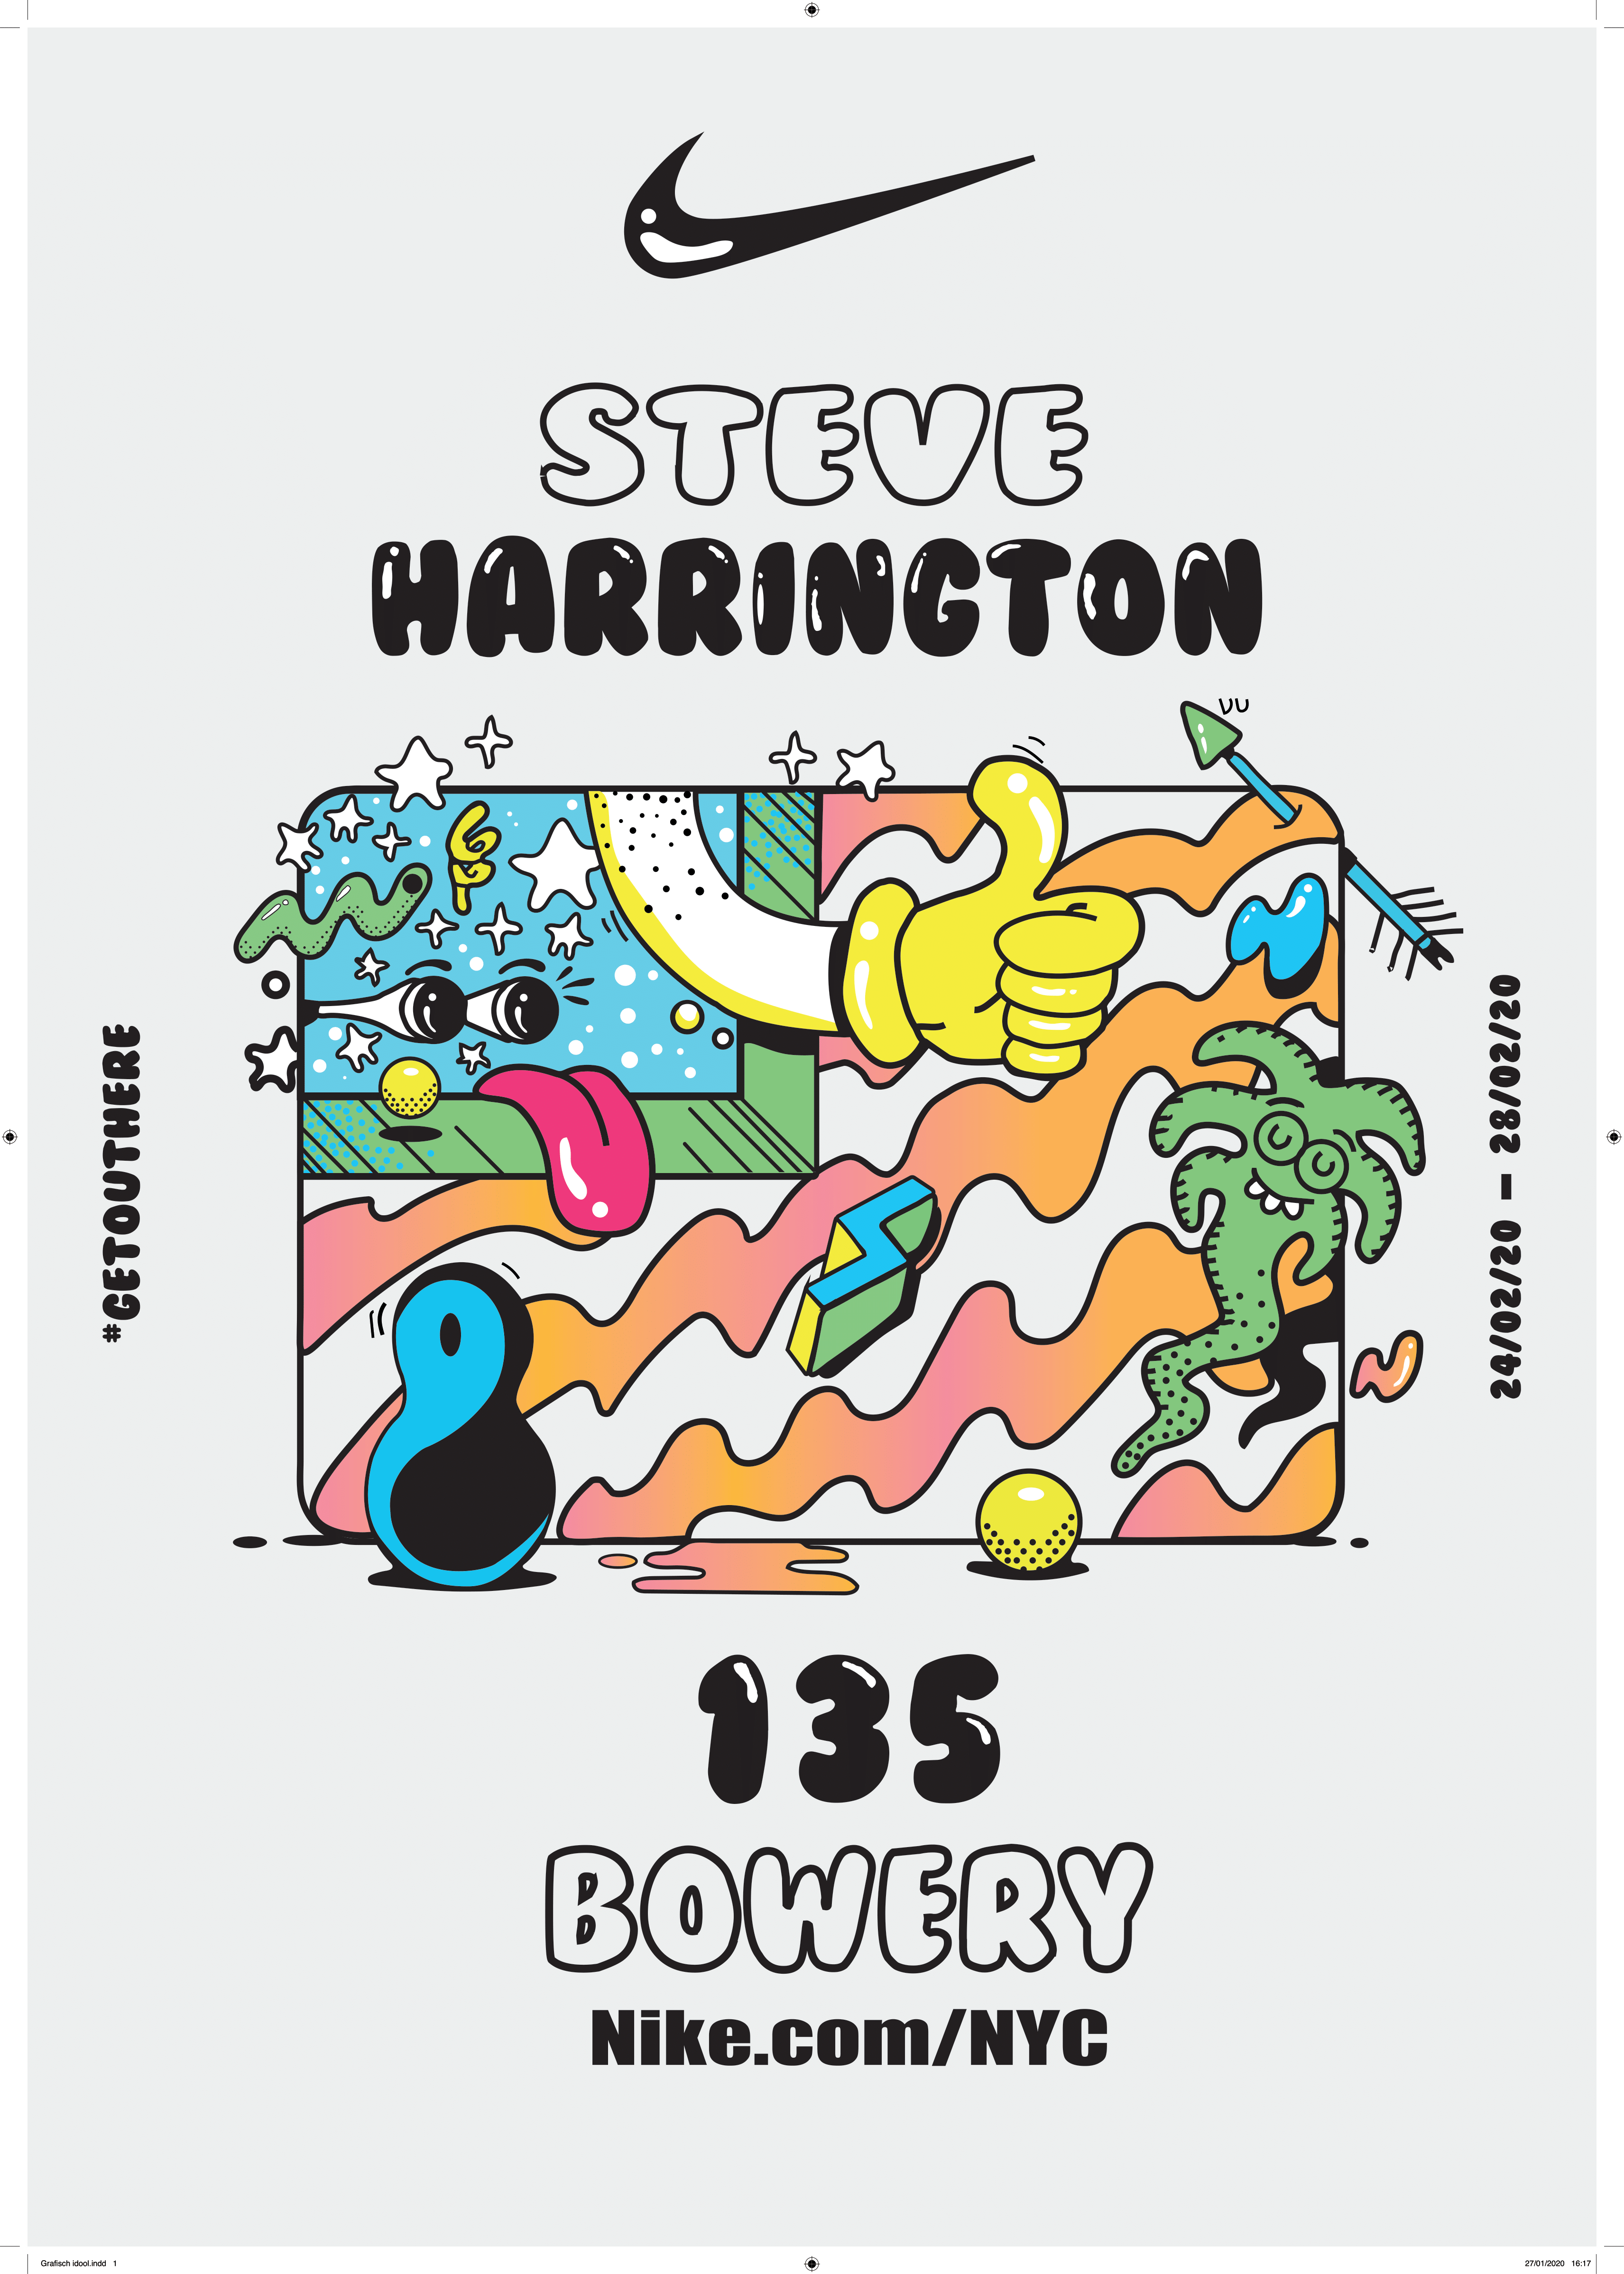 STEVE
HARRINGTON
#GETOUTHERE
24/02/20 – 28/02/20
135
BOWERY
Nike.com/NYC
Grafisch idool.indd 1
27/01/2020 16:17